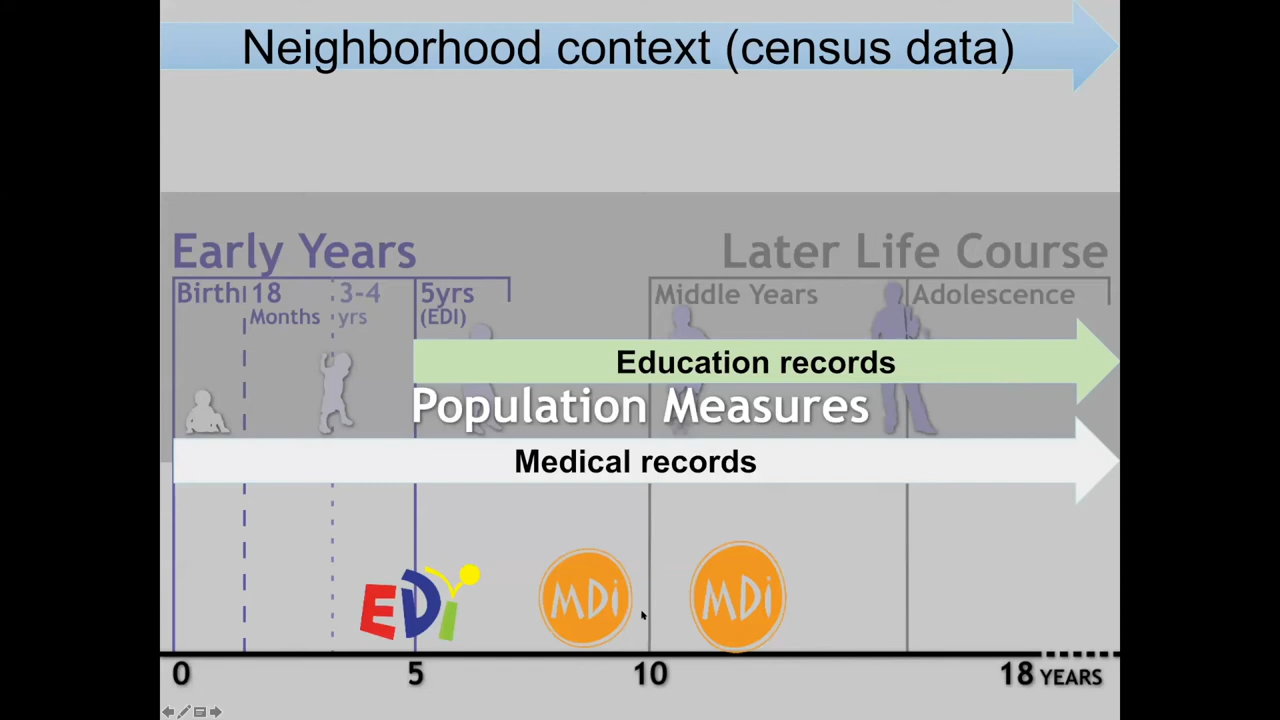 Neighborhood context (census data)
Early Years
Later Life Course
Birth
18
Months
3-4
yrs
5yrs
(EDI)
Middle Years
Adolescence
Education records
Population Measures
Medical records
EDI
MDi
MDi
0
5
10
18 YEARS